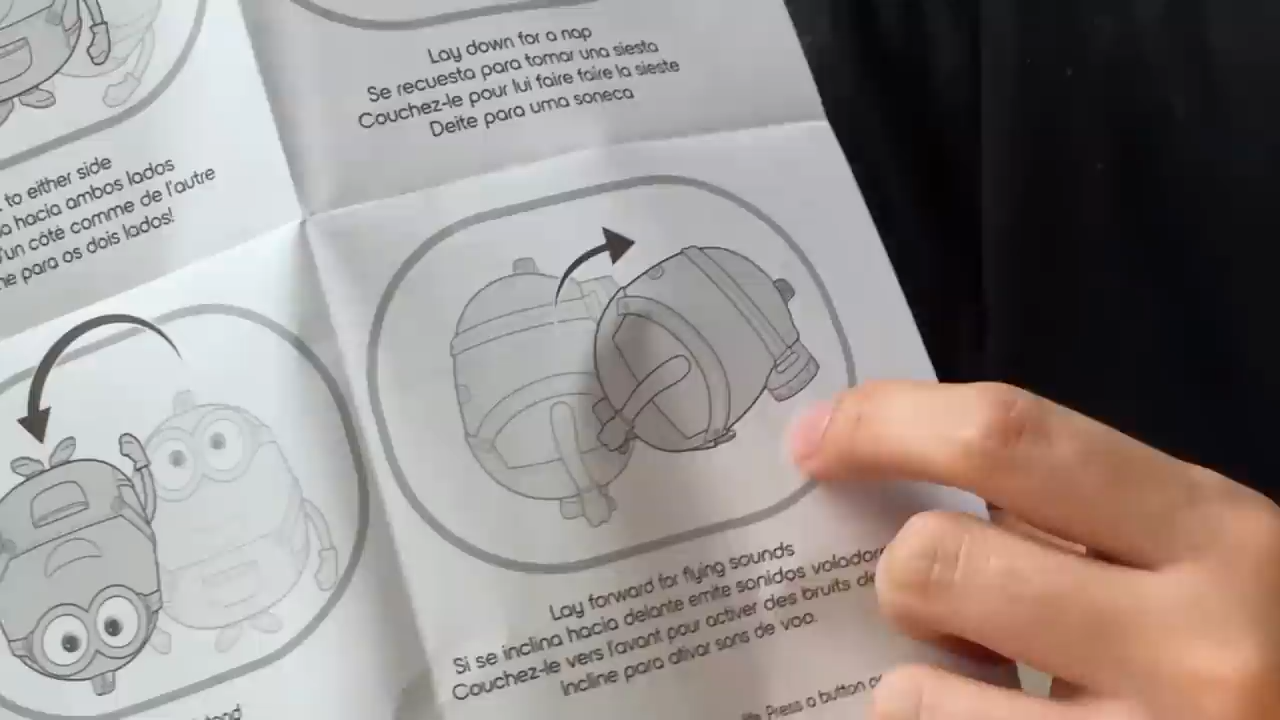 Lay down for a nap
Se recuesta para tomar una siesta
Couchez-le pour lui faire faire la sieste
Deite para uma soneca
to either side
hacia ambos lados
d'un côté comme de l'autre
para os dois lados!
Lay forward for flying sounds
Si se inclina hacia delante emite sonidos
Couchez-le vers l'avant pour activer des bruits
Incline para ativar sons de voo.
Press a button